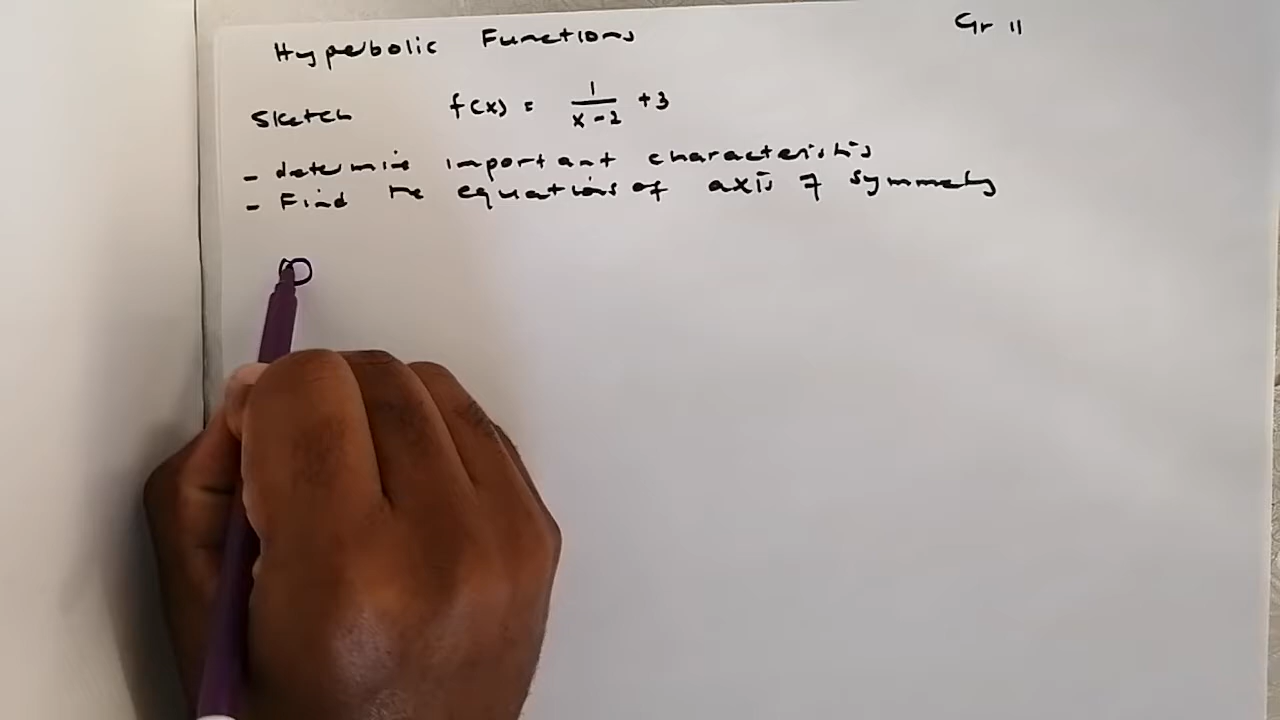 Hyperbolic Functions Gr 11
Sketch f(x) = 1/(x-2) +3
- determine important characteristics
- Find the equations of axis of symmetry